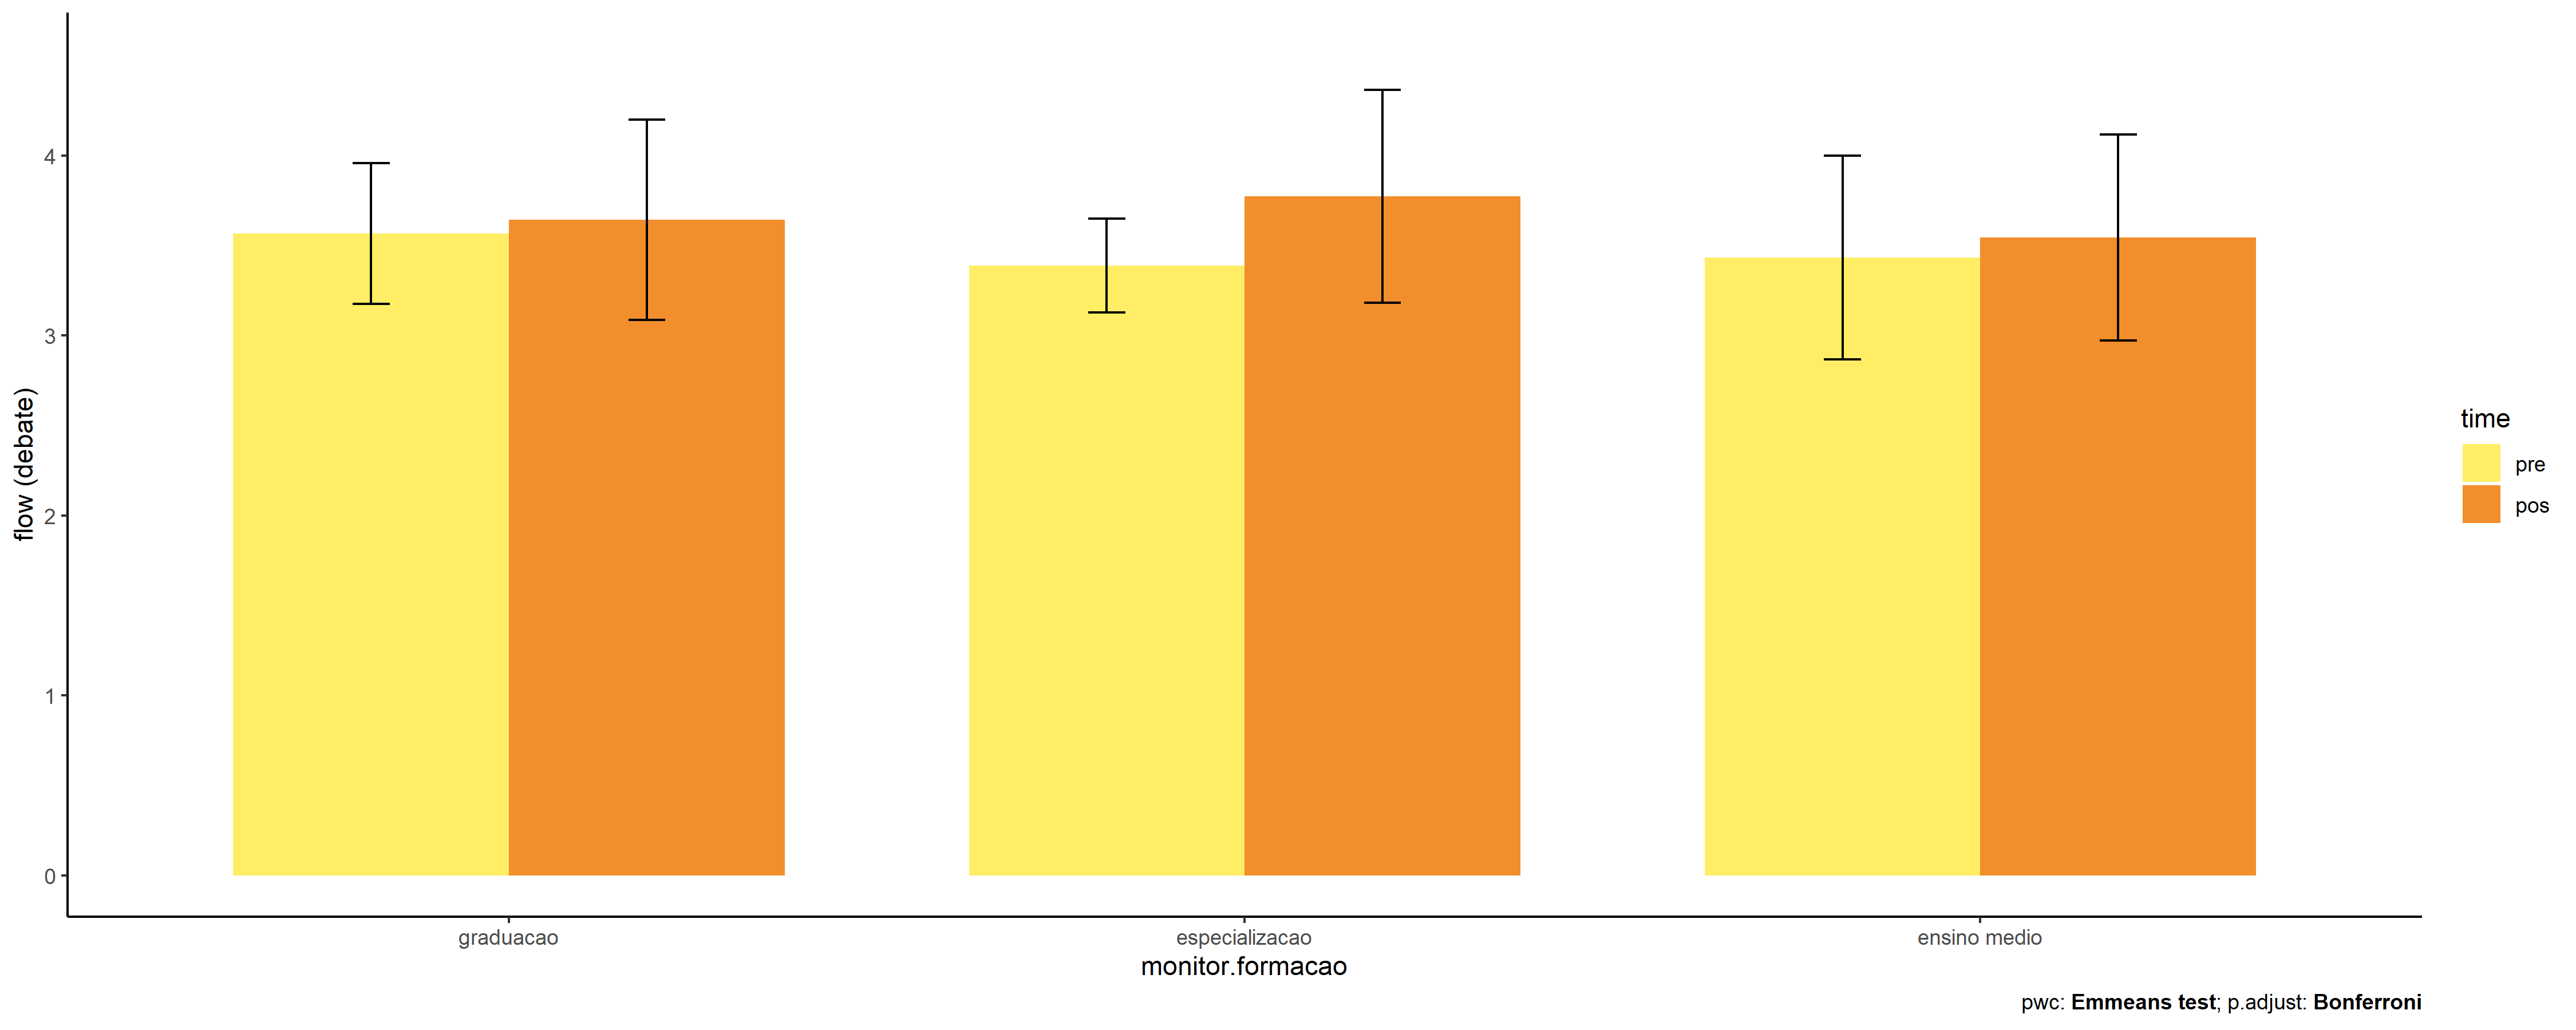 flow (debate)
4
3
2
1
0
graduacao
especializacao
ensino medio
monitor.formacao
time
pre
pos
pwc: Emmeans test; p.adjust: Bonferroni